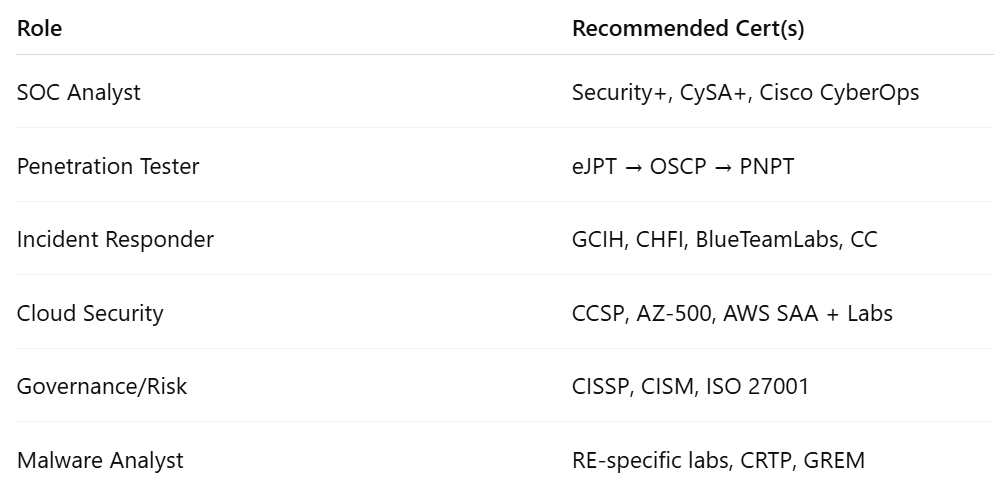 Role Recommended Cert(s)
SOC Analyst Security+, CySA+, Cisco CyberOps
Penetration Tester eJPT → OSCP → PNPT
Incident Responder GCIH, CHFI, BlueTeamLabs, CC
Cloud Security CCSP, AZ-500, AWS SAA + Labs
Governance/Risk CISSP, CISM, ISO 27001
Malware Analyst RE-specific labs, CRTP, GREM